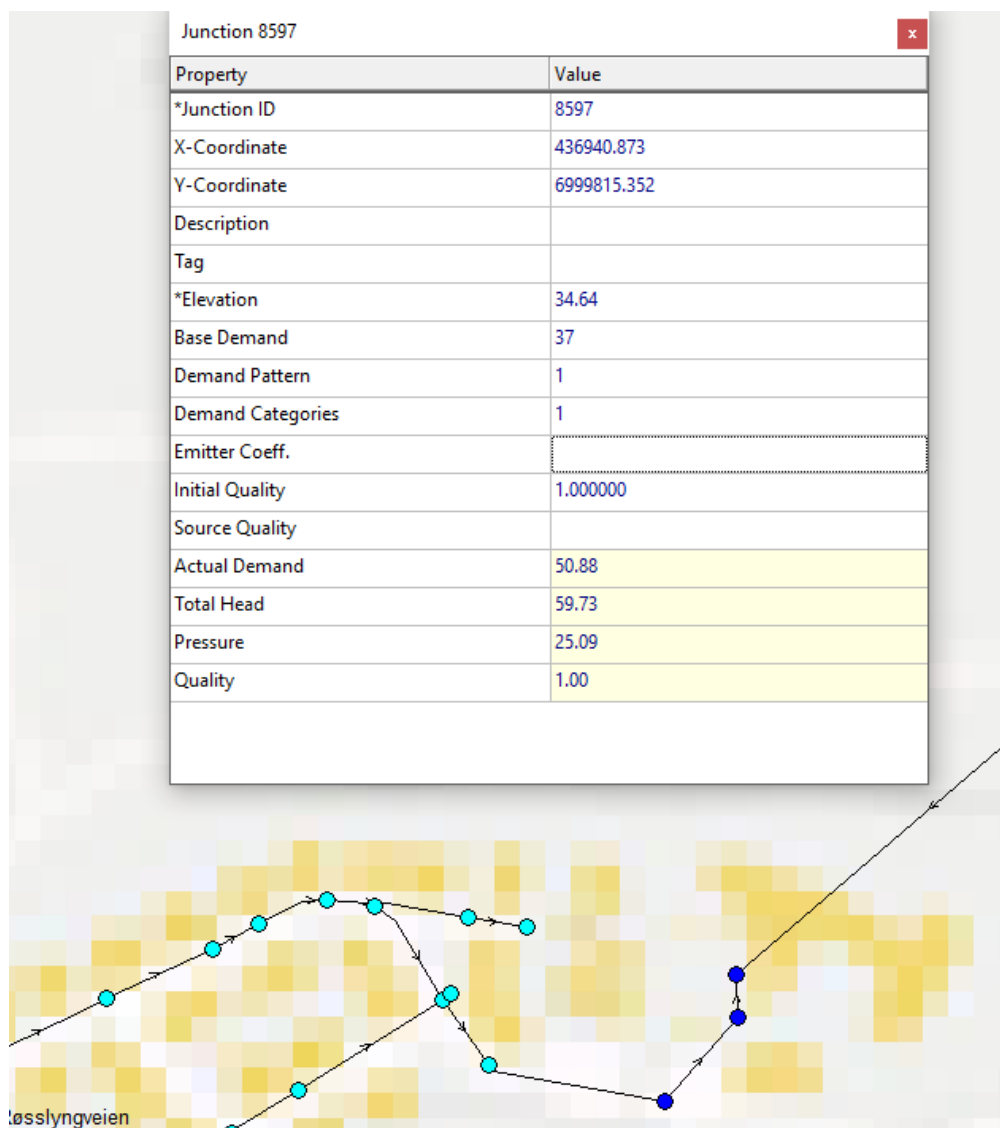 Junction 8597
x
Property Value
*Junction ID 8597
X-Coordinate 436940.873
Y-Coordinate 6999815.352
Description
Tag
*Elevation 34.64
Base Demand 37
Demand Pattern 1
Demand Categories 1
Emitter Coeff.
Initial Quality 1.000000
Source Quality
Actual Demand 50.88
Total Head 59.73
Pressure 25.09
Quality 1.00
øsslyngveien